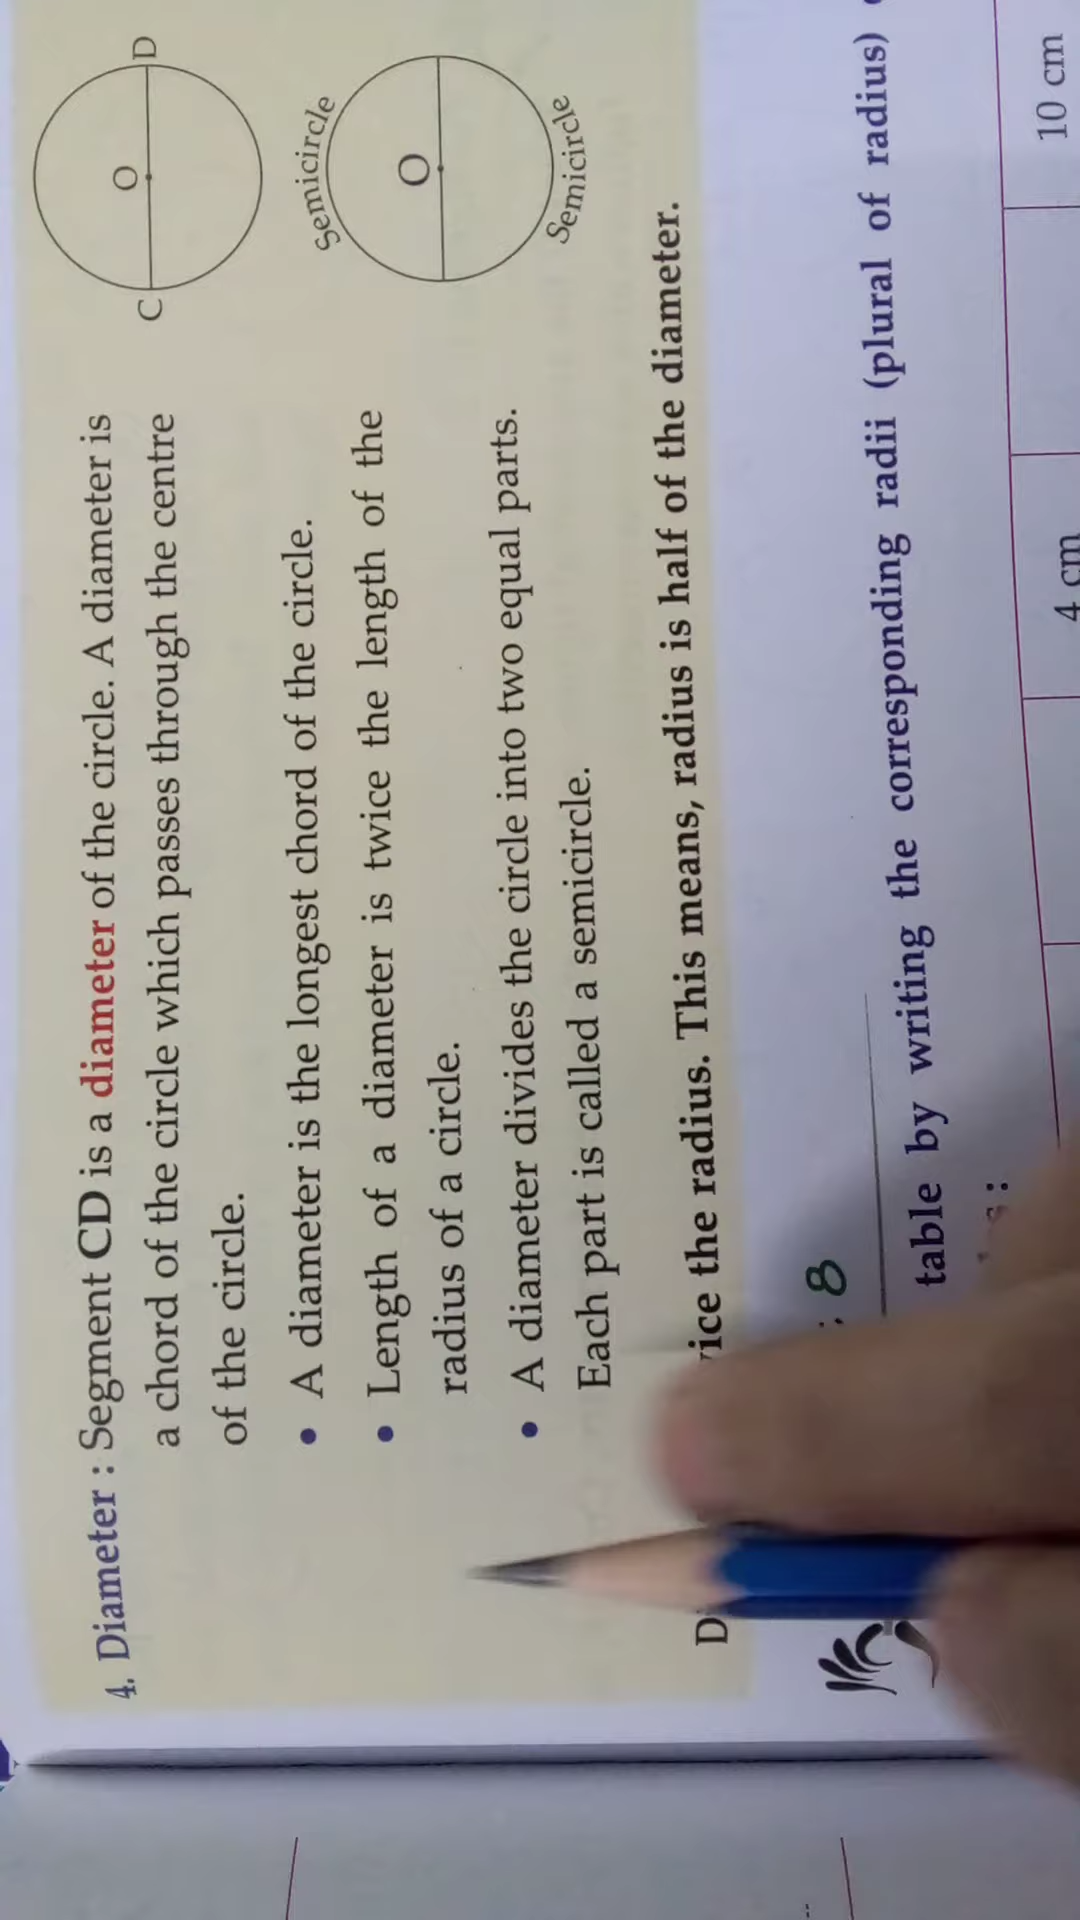 4. Diameter : Segment CD is a diameter of the circle. A diameter is
a chord of the circle which passes through the centre
of the circle.
• A diameter is the longest chord of the circle.
• Length of a diameter is twice the length of the
radius of a circle.
• A diameter divides the circle into two equal parts.
Each part is called a semicircle.
C
O
D
Semicircle
O
Semicircle
the radius. This means, radius is half of the diameter.
8
table by writing the corresponding radii (plural of radius)
4 cm
10 cm